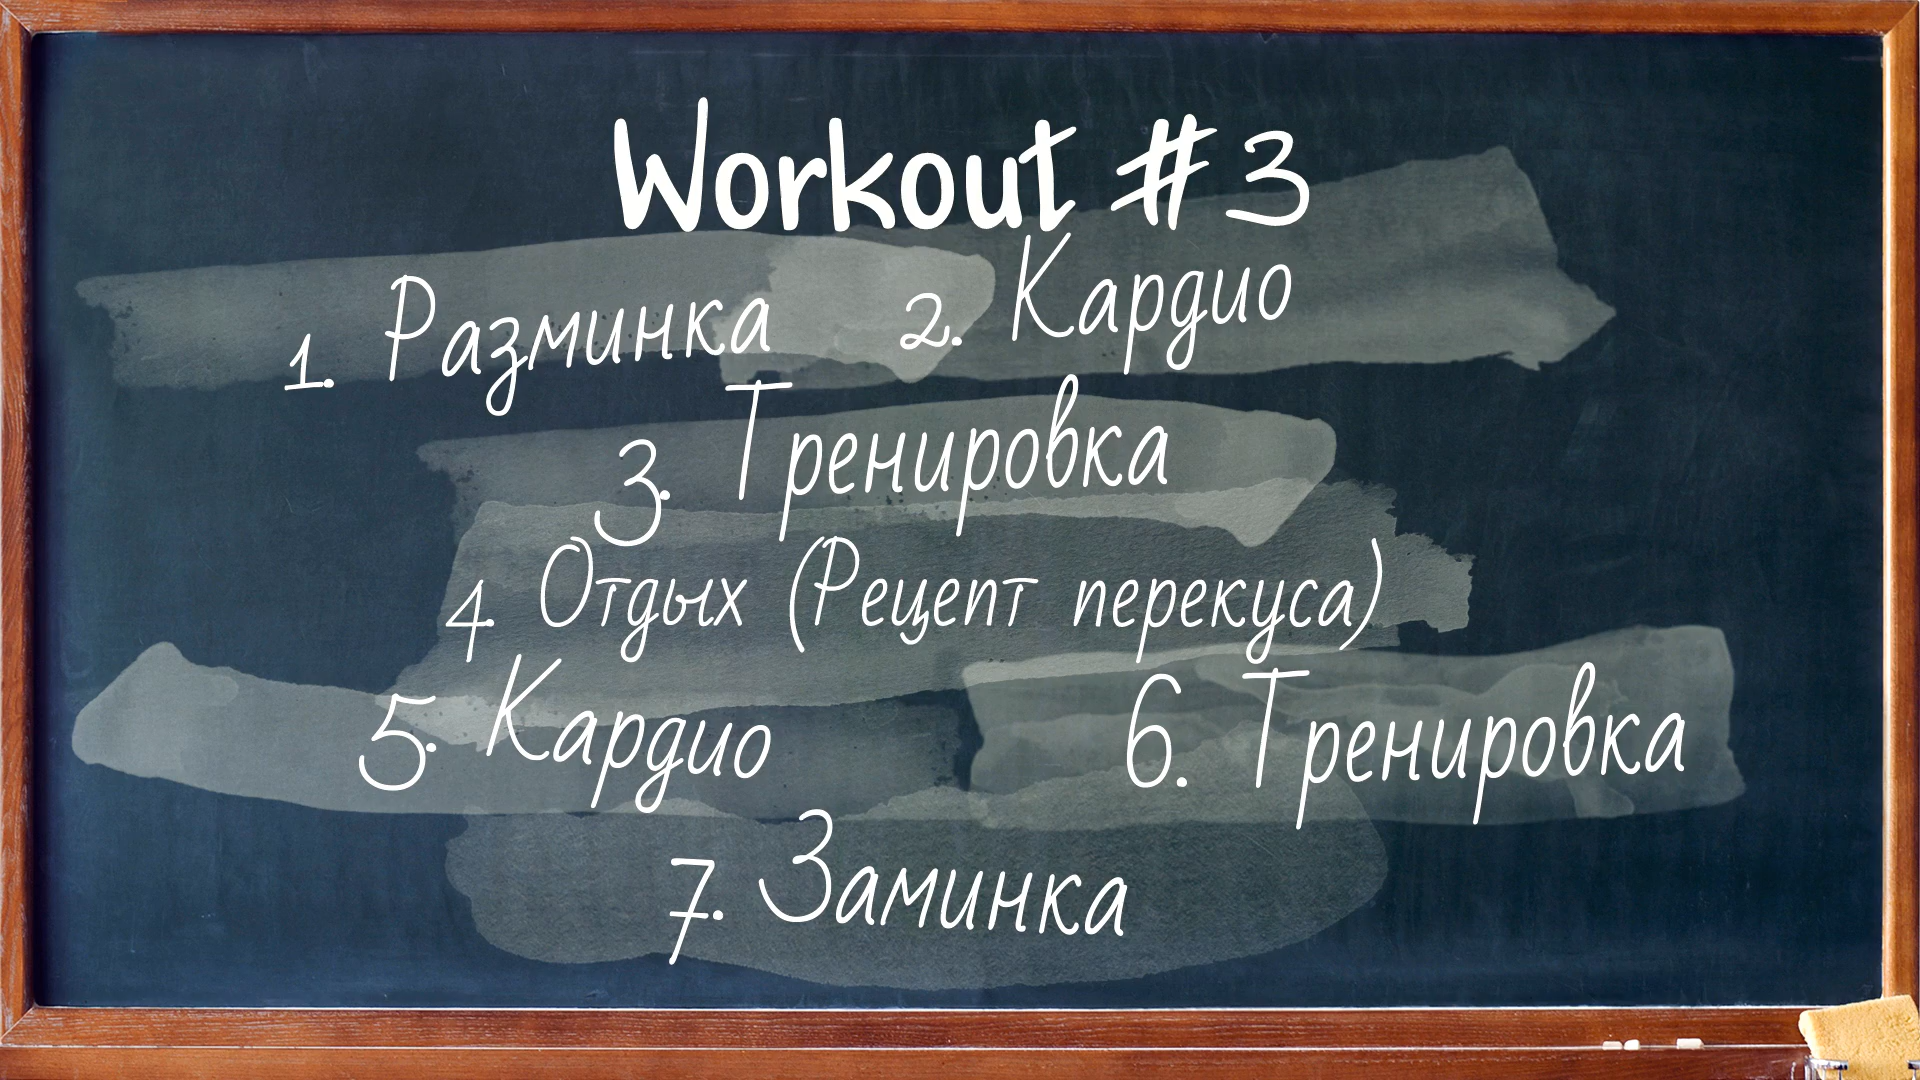 Workout #3
1. Разминка 2. Кардио
3. Тренировка
4 Отдых (Рецепт перекуса)
5. Кардио 6. Тренировка
7. Заминка